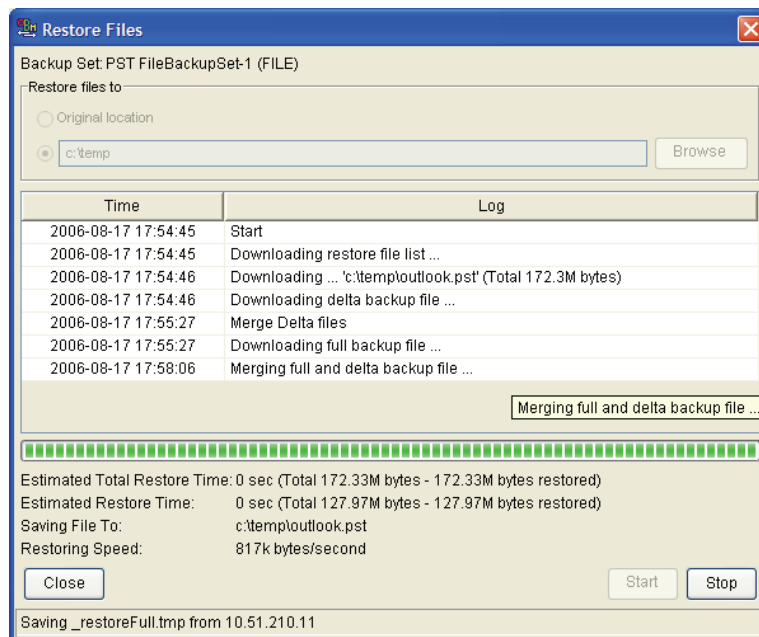 Restore Files
Backup Set: PST FileBackupSet-1 (FILE)
Restore files to
Original location
c:\temp
Browse
Time Log
2006-08-17 17:54:45 Start
2006-08-17 17:54:45 Downloading restore file list ...
2006-08-17 17:54:46 Downloading ... 'c:\temp\outlook.pst' (Total 172.3M bytes)
2006-08-17 17:54:46 Downloading delta backup file ...
2006-08-17 17:55:27 Merge Delta files
2006-08-17 17:55:27 Downloading full backup file ...
2006-08-17 17:58:06 Merging full and delta backup file ...
Merging full and delta backup file ...
Estimated Total Restore Time: 0 sec (Total 172.33M bytes - 172.33M bytes restored)
Estimated Restore Time: 0 sec (Total 127.97M bytes - 127.97M bytes restored)
Saving File To: c:\temp\outlook.pst
Restoring Speed: 817k bytes/second
Close Start Stop
Saving _restoreFull.tmp from 10.51.210.11